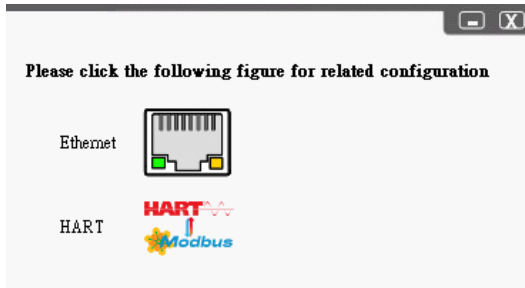 Please click the following figure for related configuration
Ethernet
HART
HART
Modbus